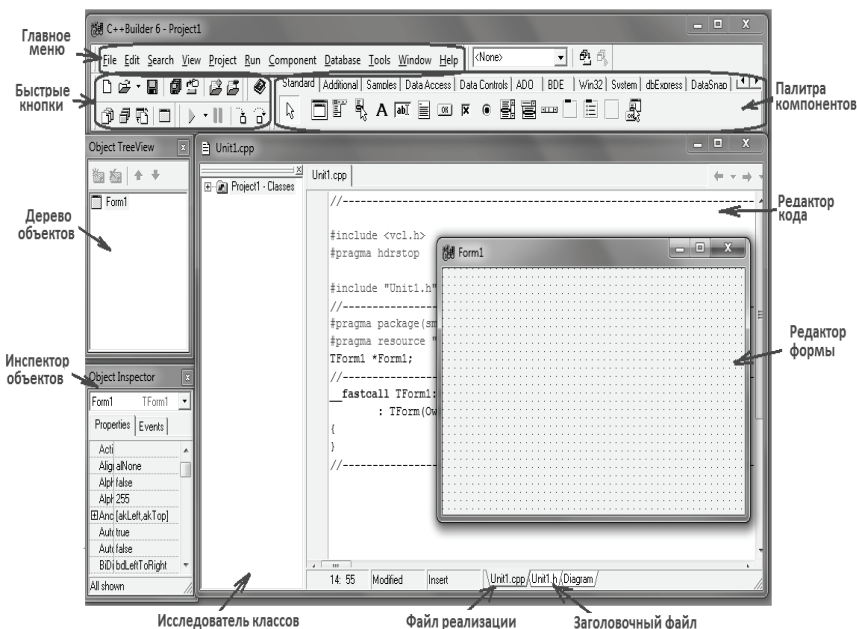 C++Builder 6 - Project1
Главное
меню
File Edit Search View Project Run Component Database Tools Window Help
<None>
Быстрые
кнопки
Standard Additional Samples Data Access Data Controls ADO BDE Win32 System dbExpress DataSnap
Палитра
компонентов
Object TreeView
Unit1.cpp
Form1
Project1 - Classes
Unit1.cpp
Дерево
объектов
Редактор
кода
//-----------------------------------------------------------
#include <vcl.h>
#pragma hdrstop
#include "Unit1.h"
//-----------
#pragma package(sm
#pragma resource "
TForm1 *Form1;
//-----------
__fastcall TForm1:
: TForm(Ow
{
}
//-----------
Form1
Редактор
формы
Инспектор
объектов
Object Inspector
Form1 TForm1
Properties Events
Acti
Alig alNone
Alph false
Alph 255
Anc [akLeft,akTop]
Auto true
Auto false
BiDi bdLeftToRight
All shown
14: 55 Modified Insert Unit1.cpp Unit1.h Diagram
Исследователь классов
Файл реализации
Заголовочный файл